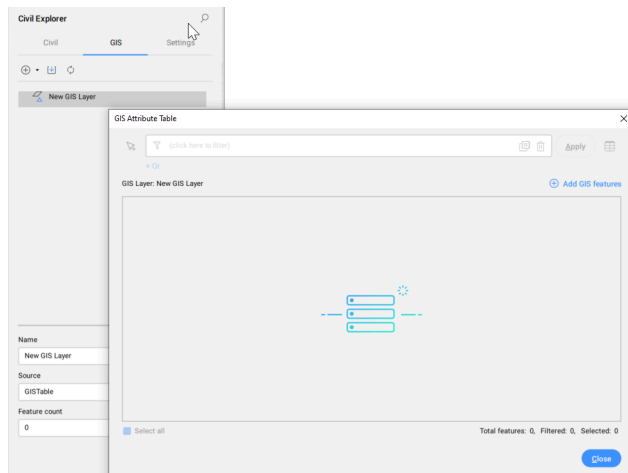 Civil Explorer
Civil
GIS
Settings
New GIS Layer
GIS Attribute Table
(click here to filter)
Apply
+ Or
GIS Layer: New GIS Layer
Add GIS features
Name
New GIS Layer
Source
GISTable
Feature count
0
Select all
Total features: 0, Filtered: 0, Selected: 0
Close